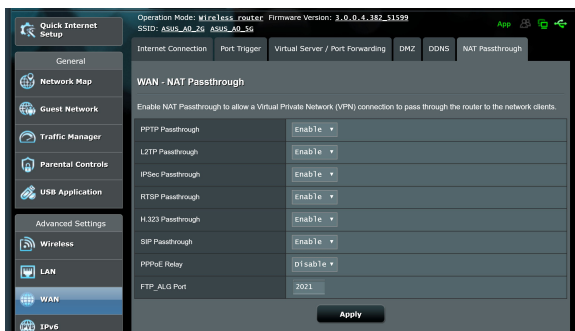 Quick Internet
Setup
Operation Mode: Wireless router Firmware Version: 3.0.0.4.382_51599
SSID: ASUS_A0_2G ASUS_A0_5G
App
Internet Connection Port Trigger Virtual Server / Port Forwarding DMZ DDNS NAT Passthrough
General
Network Map
Guest Network
Traffic Manager
Parental Controls
USB Application
Advanced Settings
Wireless
LAN
WAN
IPv6
WAN - NAT Passthrough
Enable NAT Passthrough to allow a Virtual Private Network (VPN) connection to pass through the router to the network clients.
PPTP Passthrough Enable
L2TP Passthrough Enable
IPSec Passthrough Enable
RTSP Passthrough Enable
H.323 Passthrough Enable
SIP Passthrough Enable
PPPoE Relay Disable
FTP_ALG Port 2021
Apply